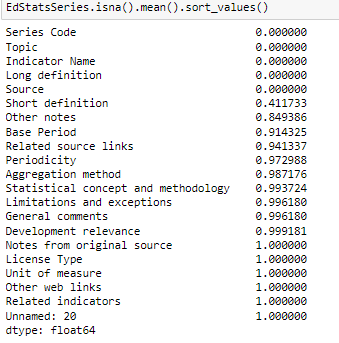 EdStatsSeries.isna().mean().sort_values()
Series Code 0.000000
Topic 0.000000
Indicator Name 0.000000
Long definition 0.000000
Source 0.000000
Short definition 0.411733
Other notes 0.849386
Base Period 0.914325
Related source links 0.941337
Periodicity 0.972988
Aggregation method 0.987176
Statistical concept and methodology 0.993724
Limitations and exceptions 0.996180
General comments 0.996180
Development relevance 0.999181
Notes from original source 1.000000
License Type 1.000000
Unit of measure 1.000000
Other web links 1.000000
Related indicators 1.000000
Unnamed: 20 1.000000
dtype: float64